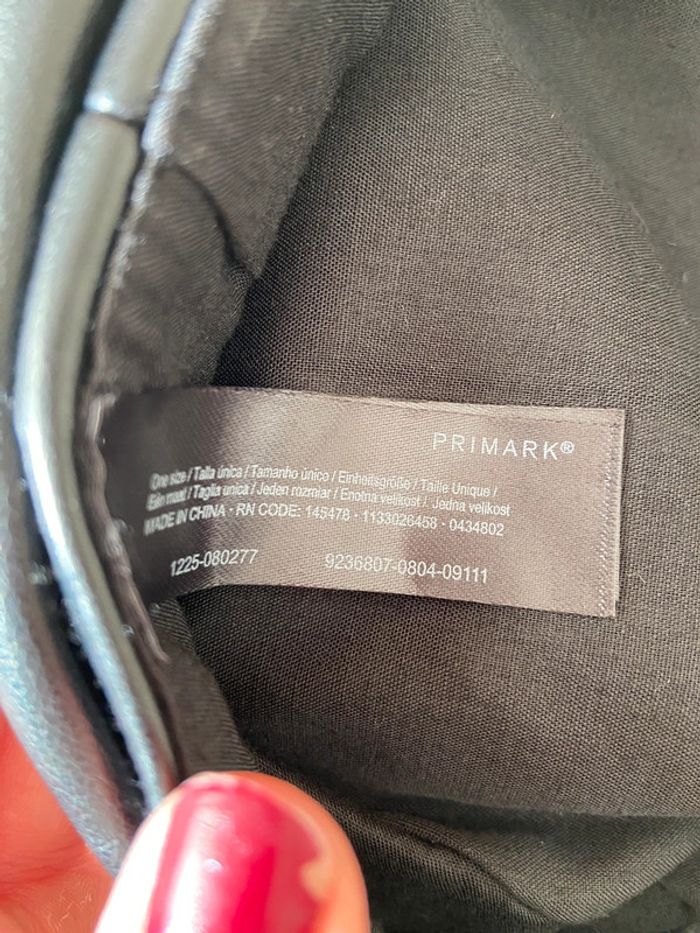 PRIMARK®
One size / Talla única / Tamanho único / Einheitsgröße / Taille Unique /
Één maat / Taglia unica / Jeden rozmiar / Enotna velikost / Jedna velikost
MADE IN CHINA · RN CODE: 145478 · 1133026458 · 0434802
1225-080277 9236807-0804-09111